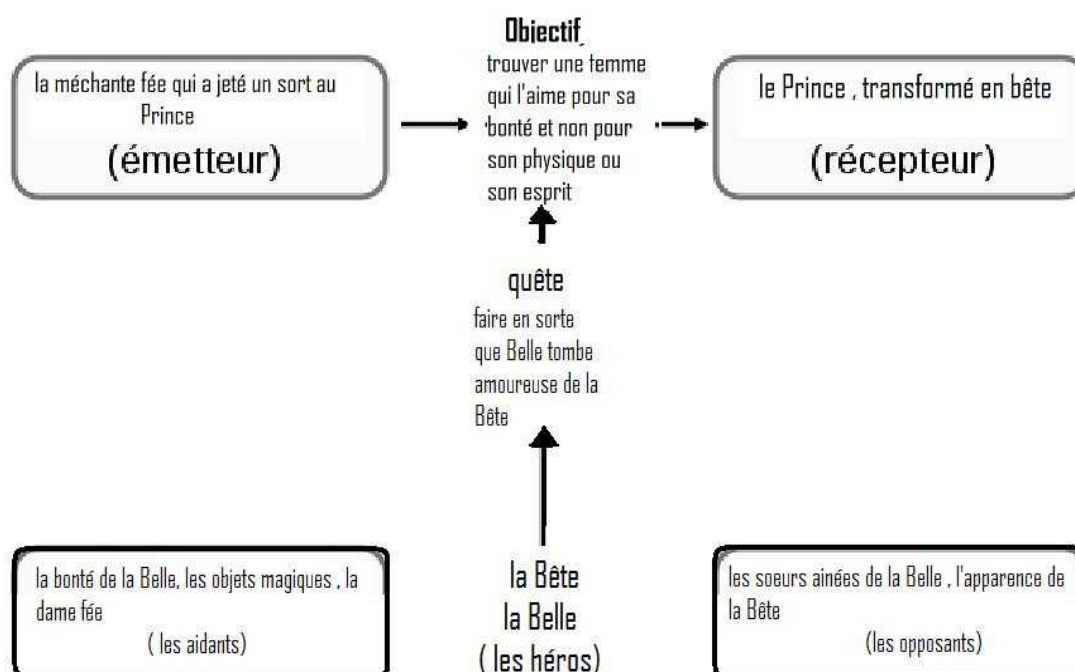 Objectif
la méchante fée qui a jeté un sort au
Prince
(émetteur)
trouver une femme
qui l'aime pour sa
bonté et non pour
son physique ou
son esprit
le Prince , transformé en bête
(récepteur)
quête
faire en sorte
que Belle tombe
amoureuse de la
Bête
la bonté de la Belle, les objets magiques , la
dame fée
( les aidants)
la Bête
la Belle
( les héros)
les soeurs ainées de la Belle , l'apparence de
la Bête
(les opposants)